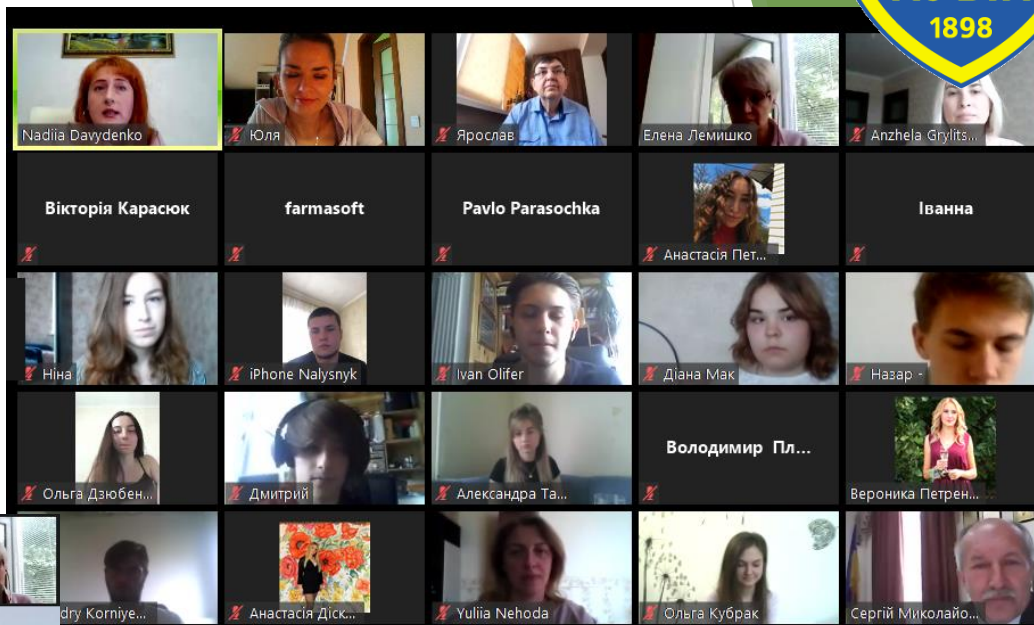 1898
Nadiia Davydenko
Юля
Ярослав
Елена Лемишко
Anzhela Grylits...
Вікторія Карасюк
farmasoft
Pavlo Parasochka
Анастасія Пет...
Іванна
Ніна
iPhone Nalysnyk
Ivan Olifer
Діана Мак
Назар -
Ольга Дзюбен...
Дмитрий
Александра Та...
Володимир Пл...
Вероника Петрен...
dry Korniye...
Анастасія Діск...
Yuliia Nehoda
Ольга Кубрак
Сергій Миколайо...